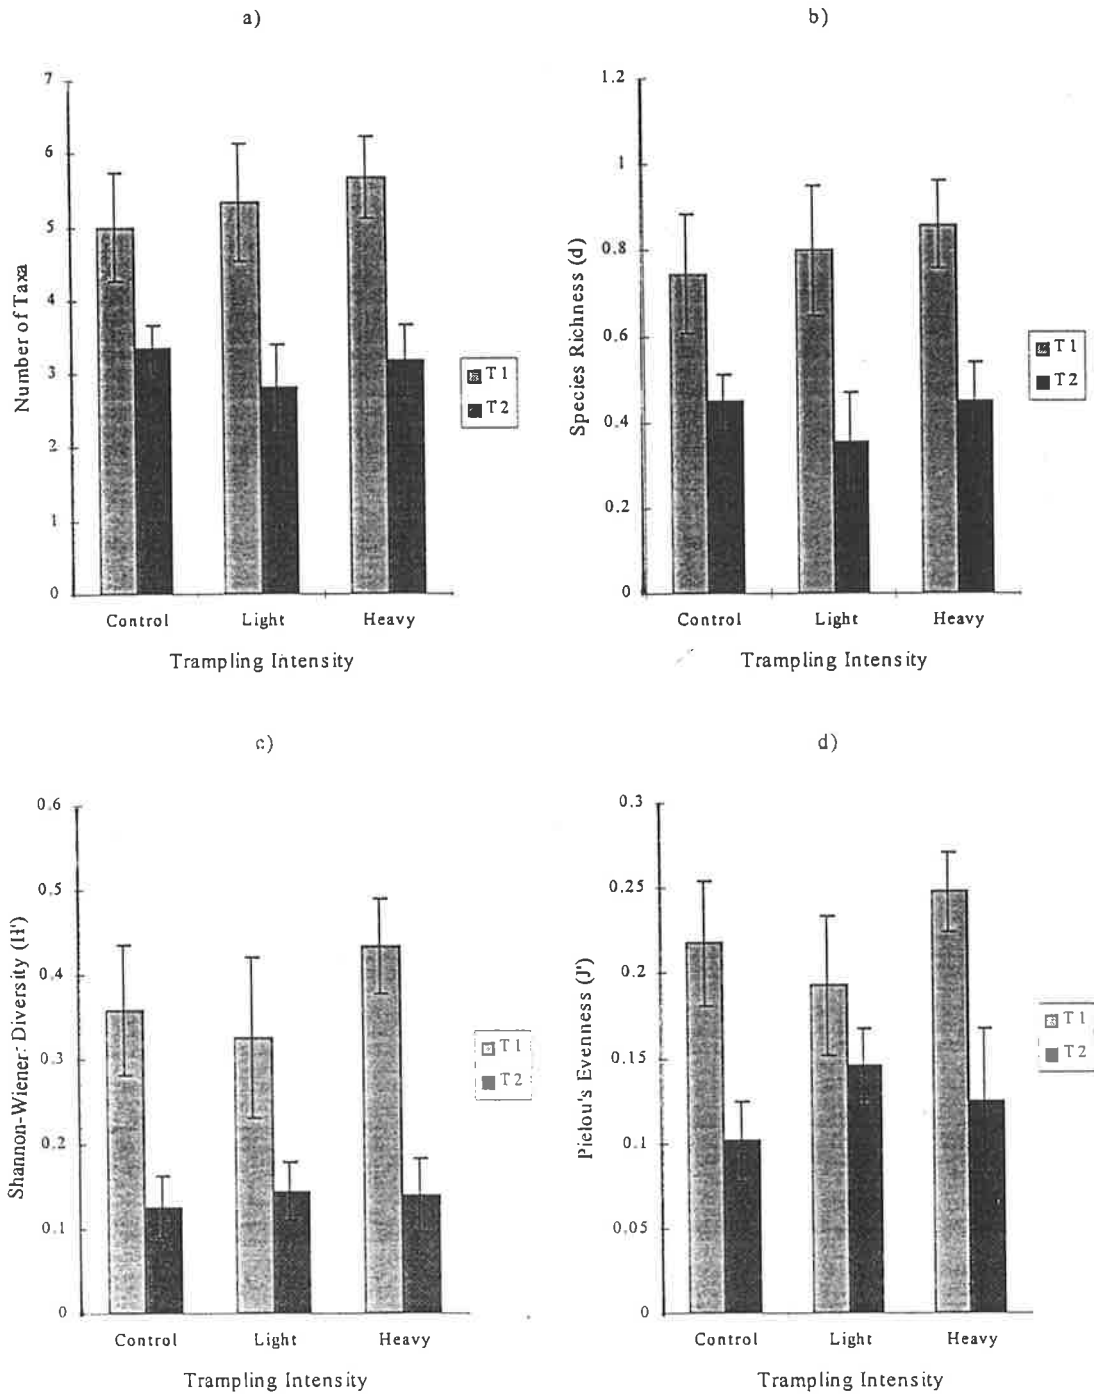 a)
7
6
5
4
3
2
1
0
Number of Taxa
Control Light Heavy
Trampling Intensity
T1
T2
b)
1.2
1
0.8
0.6
0.4
0.2
0
Species Richness (d)
Control Light Heavy
Trampling Intensity
T1
T2
c)
0.6
0.5
0.4
0.3
0.2
0.1
0
Shannon-Wiener: Diversity (H')
Control Light Heavy
Trampling Intensity
T1
T2
d)
0.3
0.25
0.2
0.15
0.1
0.05
0
Pielou's Evenness (J')
Control Light Heavy
Trampling Intensity
T1
T2